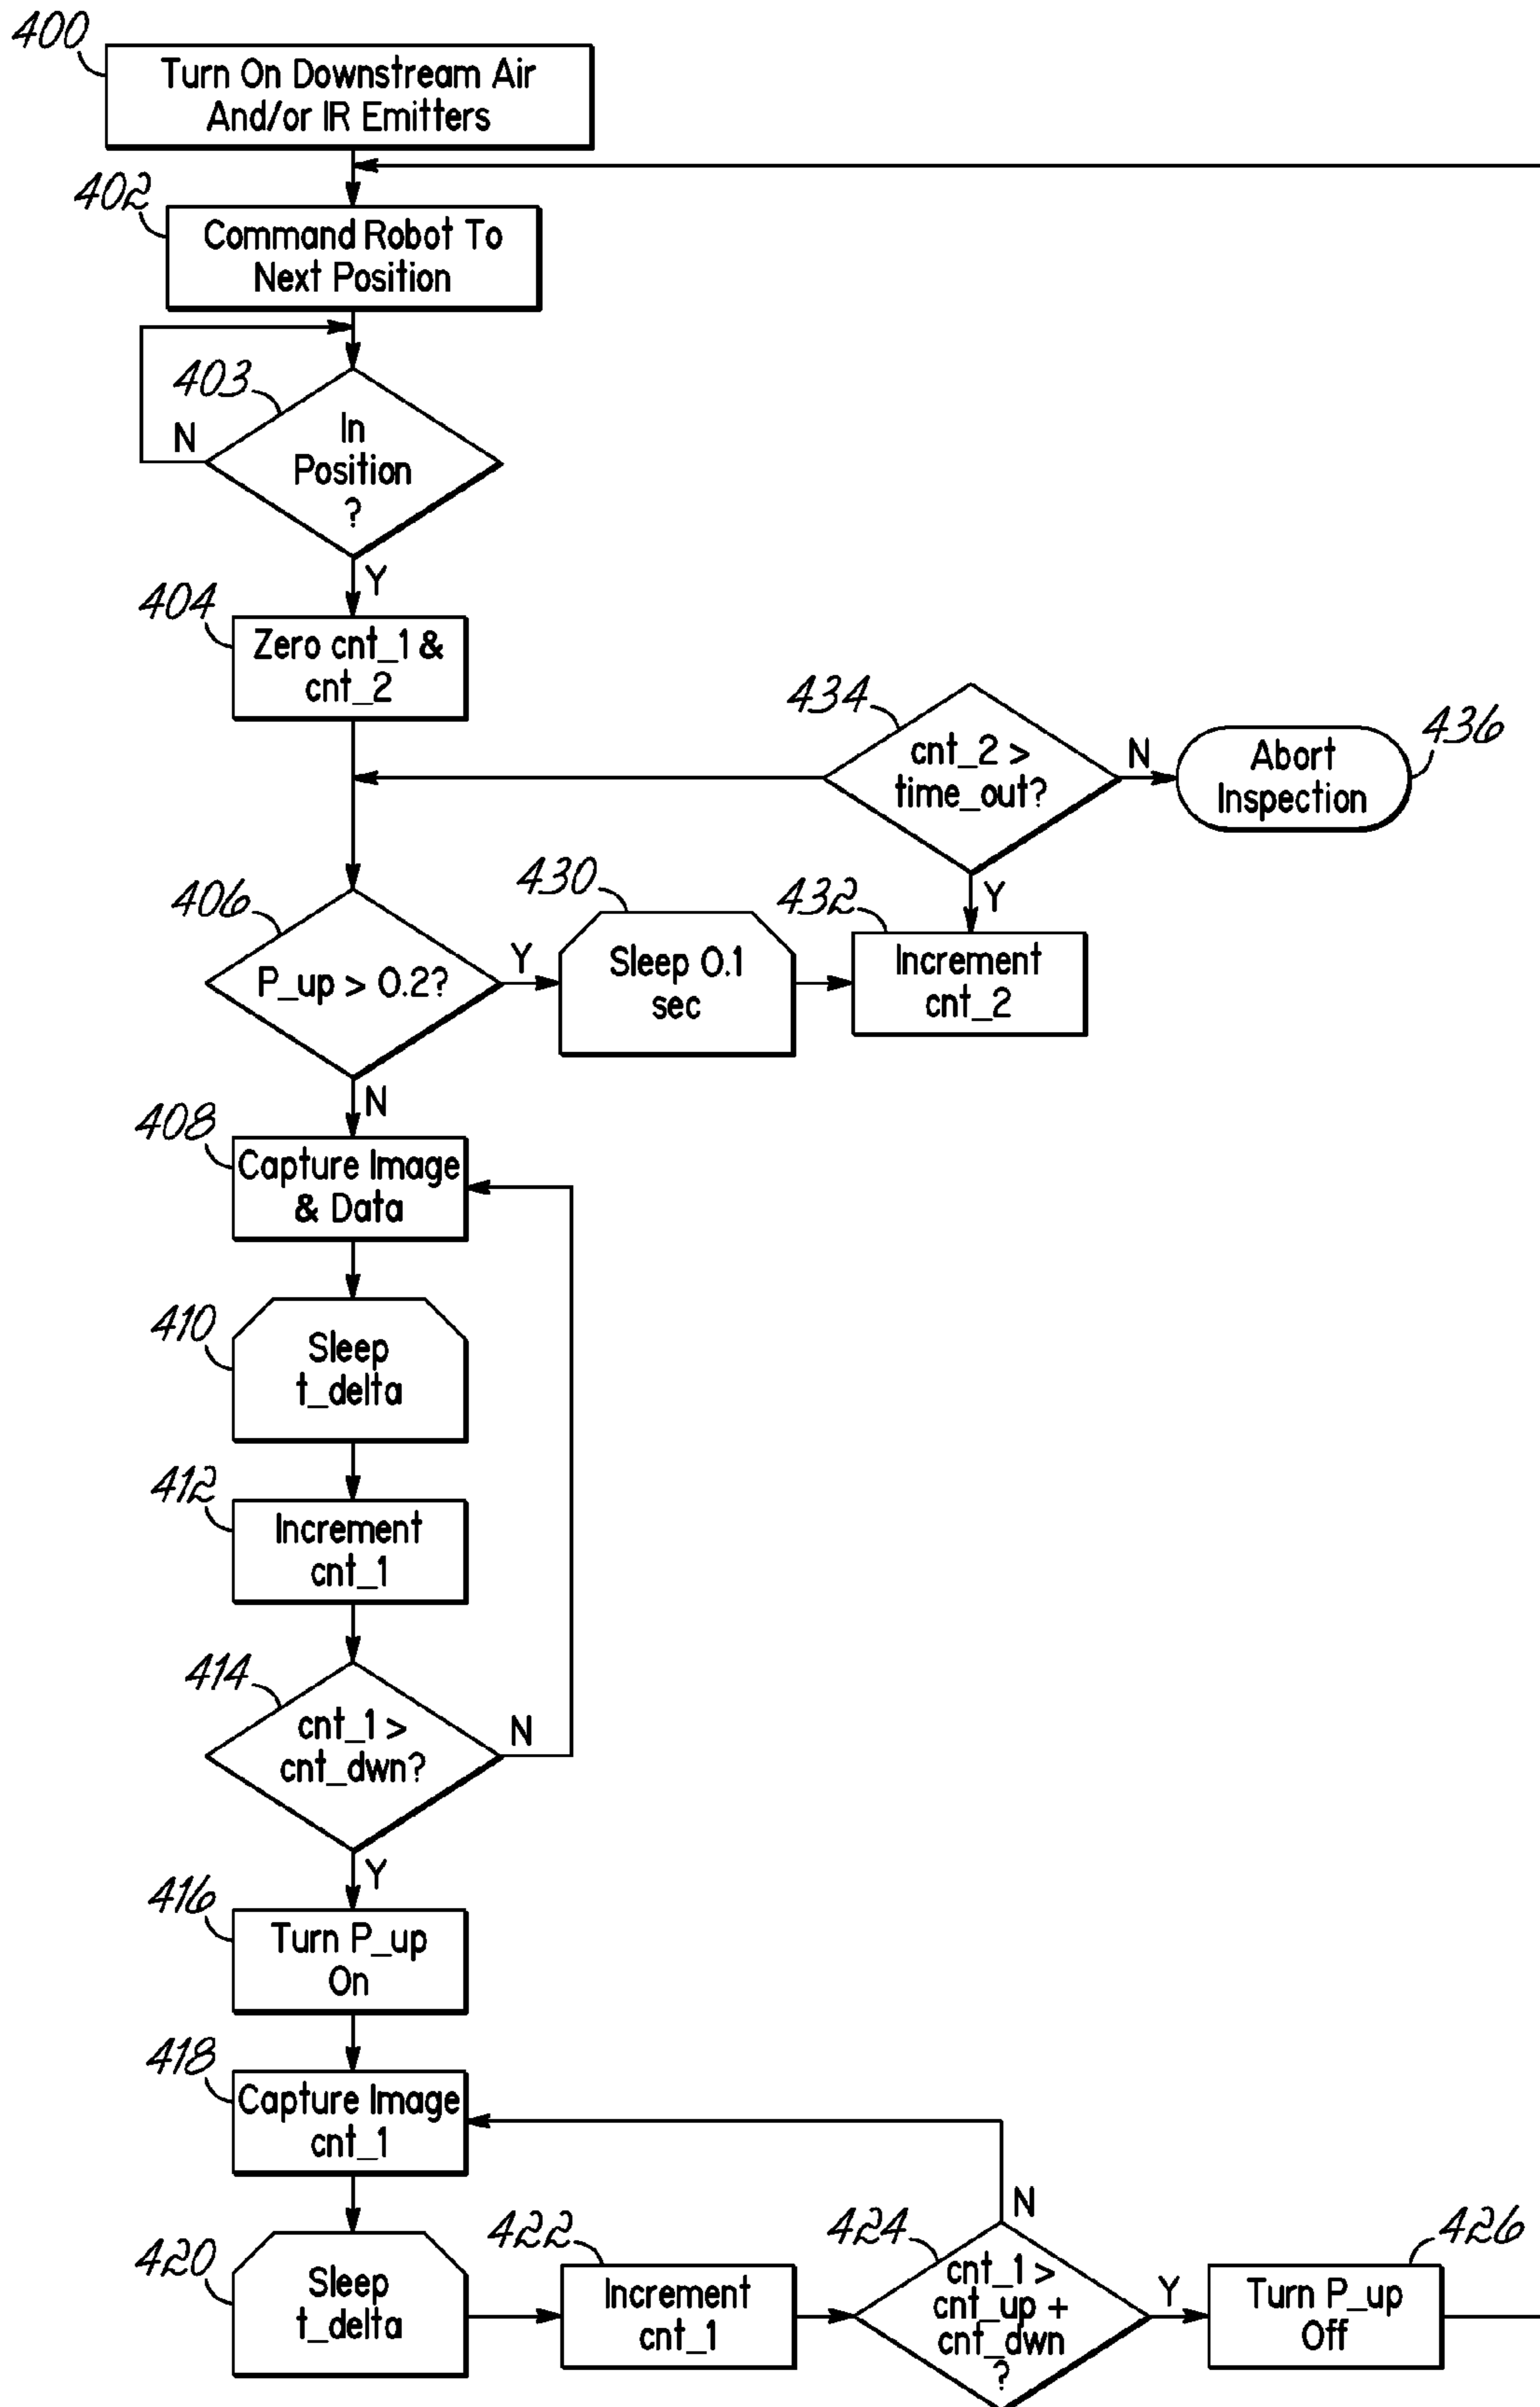 400
Turn On Downstream Air
And/or IR Emitters
402
Command Robot To
Next Position
403
In
Position
?
N
Y
404
Zero cnt_1 &
cnt_2
434
cnt_2 >
time_out?
N
Abort
Inspection
436
Y
406
P_up > 0.2?
Y
430
Sleep 0.1
sec
432
Increment
cnt_2
N
408
Capture Image
& Data
410
Sleep
t_delta
412
Increment
cnt_1
414
cnt_1 >
cnt_dwn?
N
Y
416
Turn P_up
On
418
Capture Image
cnt_1
420
Sleep
t_delta
422
Increment
cnt_1
424
cnt_1 >
cnt_up +
cnt_dwn
?
N
Y
426
Turn P_up
Off